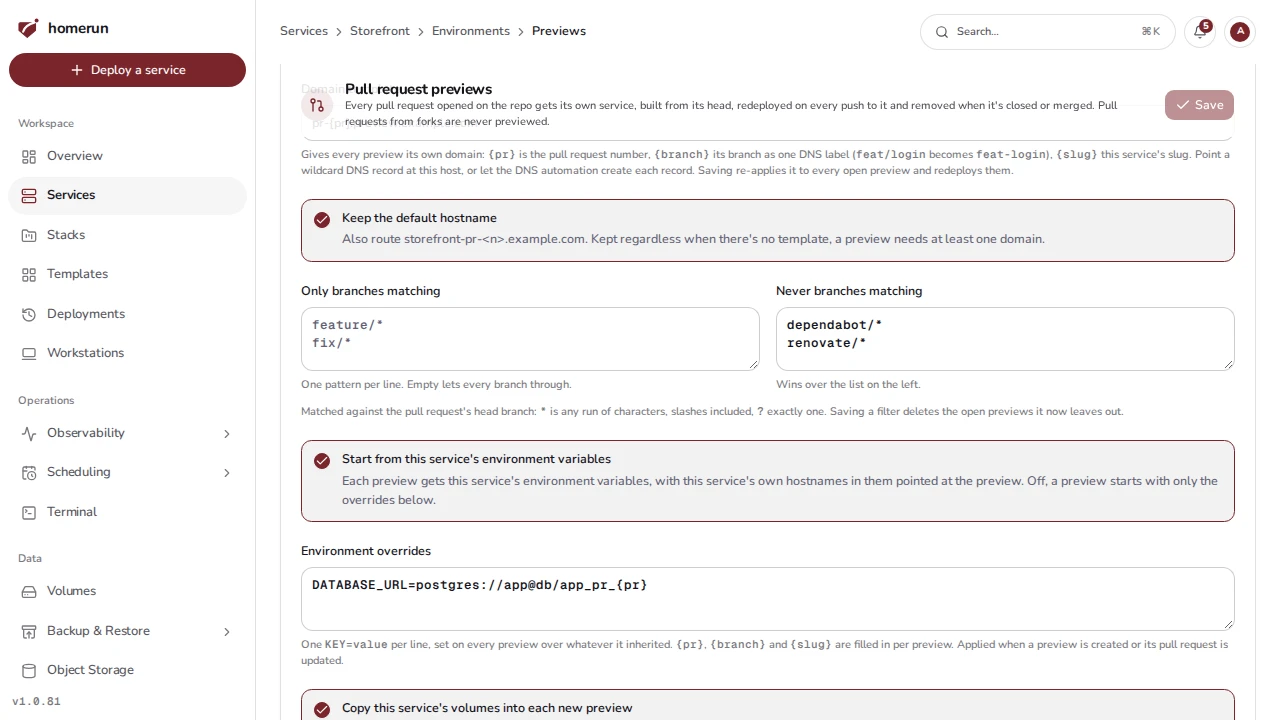 homerun
Deploy a service
Workspace
Overview
Services
Stacks
Templates
Deployments
Workstations
Operations
Observability
Scheduling
Terminal
Data
Volumes
Backup & Restore
Object Storage
v1.0.81
Services > Storefront > Environments > Previews
Search... ⌘K
5
A
Pull request previews
Every pull request opened on the repo gets its own service, built from its head, redeployed on every push to it and removed when it's closed or merged. Pull
requests from forks are never previewed.
Save
Gives every preview its own domain: {pr} is the pull request number, {branch} its branch as one DNS label (feat/login becomes feat-login), {slug} this service's slug. Point a
wildcard DNS record at this host, or let the DNS automation create each record. Saving re-applies it to every open preview and redeploys them.
Keep the default hostname
Also route storefront-pr-<n>.example.com. Kept regardless when there's no template, a preview needs at least one domain.
Only branches matching
feature/*
fix/*
One pattern per line. Empty lets every branch through.
Never branches matching
dependabot/*
renovate/*
Wins over the list on the left.
Matched against the pull request's head branch: * is any run of characters, slashes included, ? exactly one. Saving a filter deletes the open previews it now leaves out.
Start from this service's environment variables
Each preview gets this service's environment variables, with this service's own hostnames in them pointed at the preview. Off, a preview starts with only the
overrides below.
Environment overrides
DATABASE_URL=postgres://app@db/app_pr_{pr}
One KEY=value per line, set on every preview over whatever it inherited. {pr}, {branch} and {slug} are filled in per preview. Applied when a preview is created or its pull request is
updated.
Copy this service's volumes into each new preview